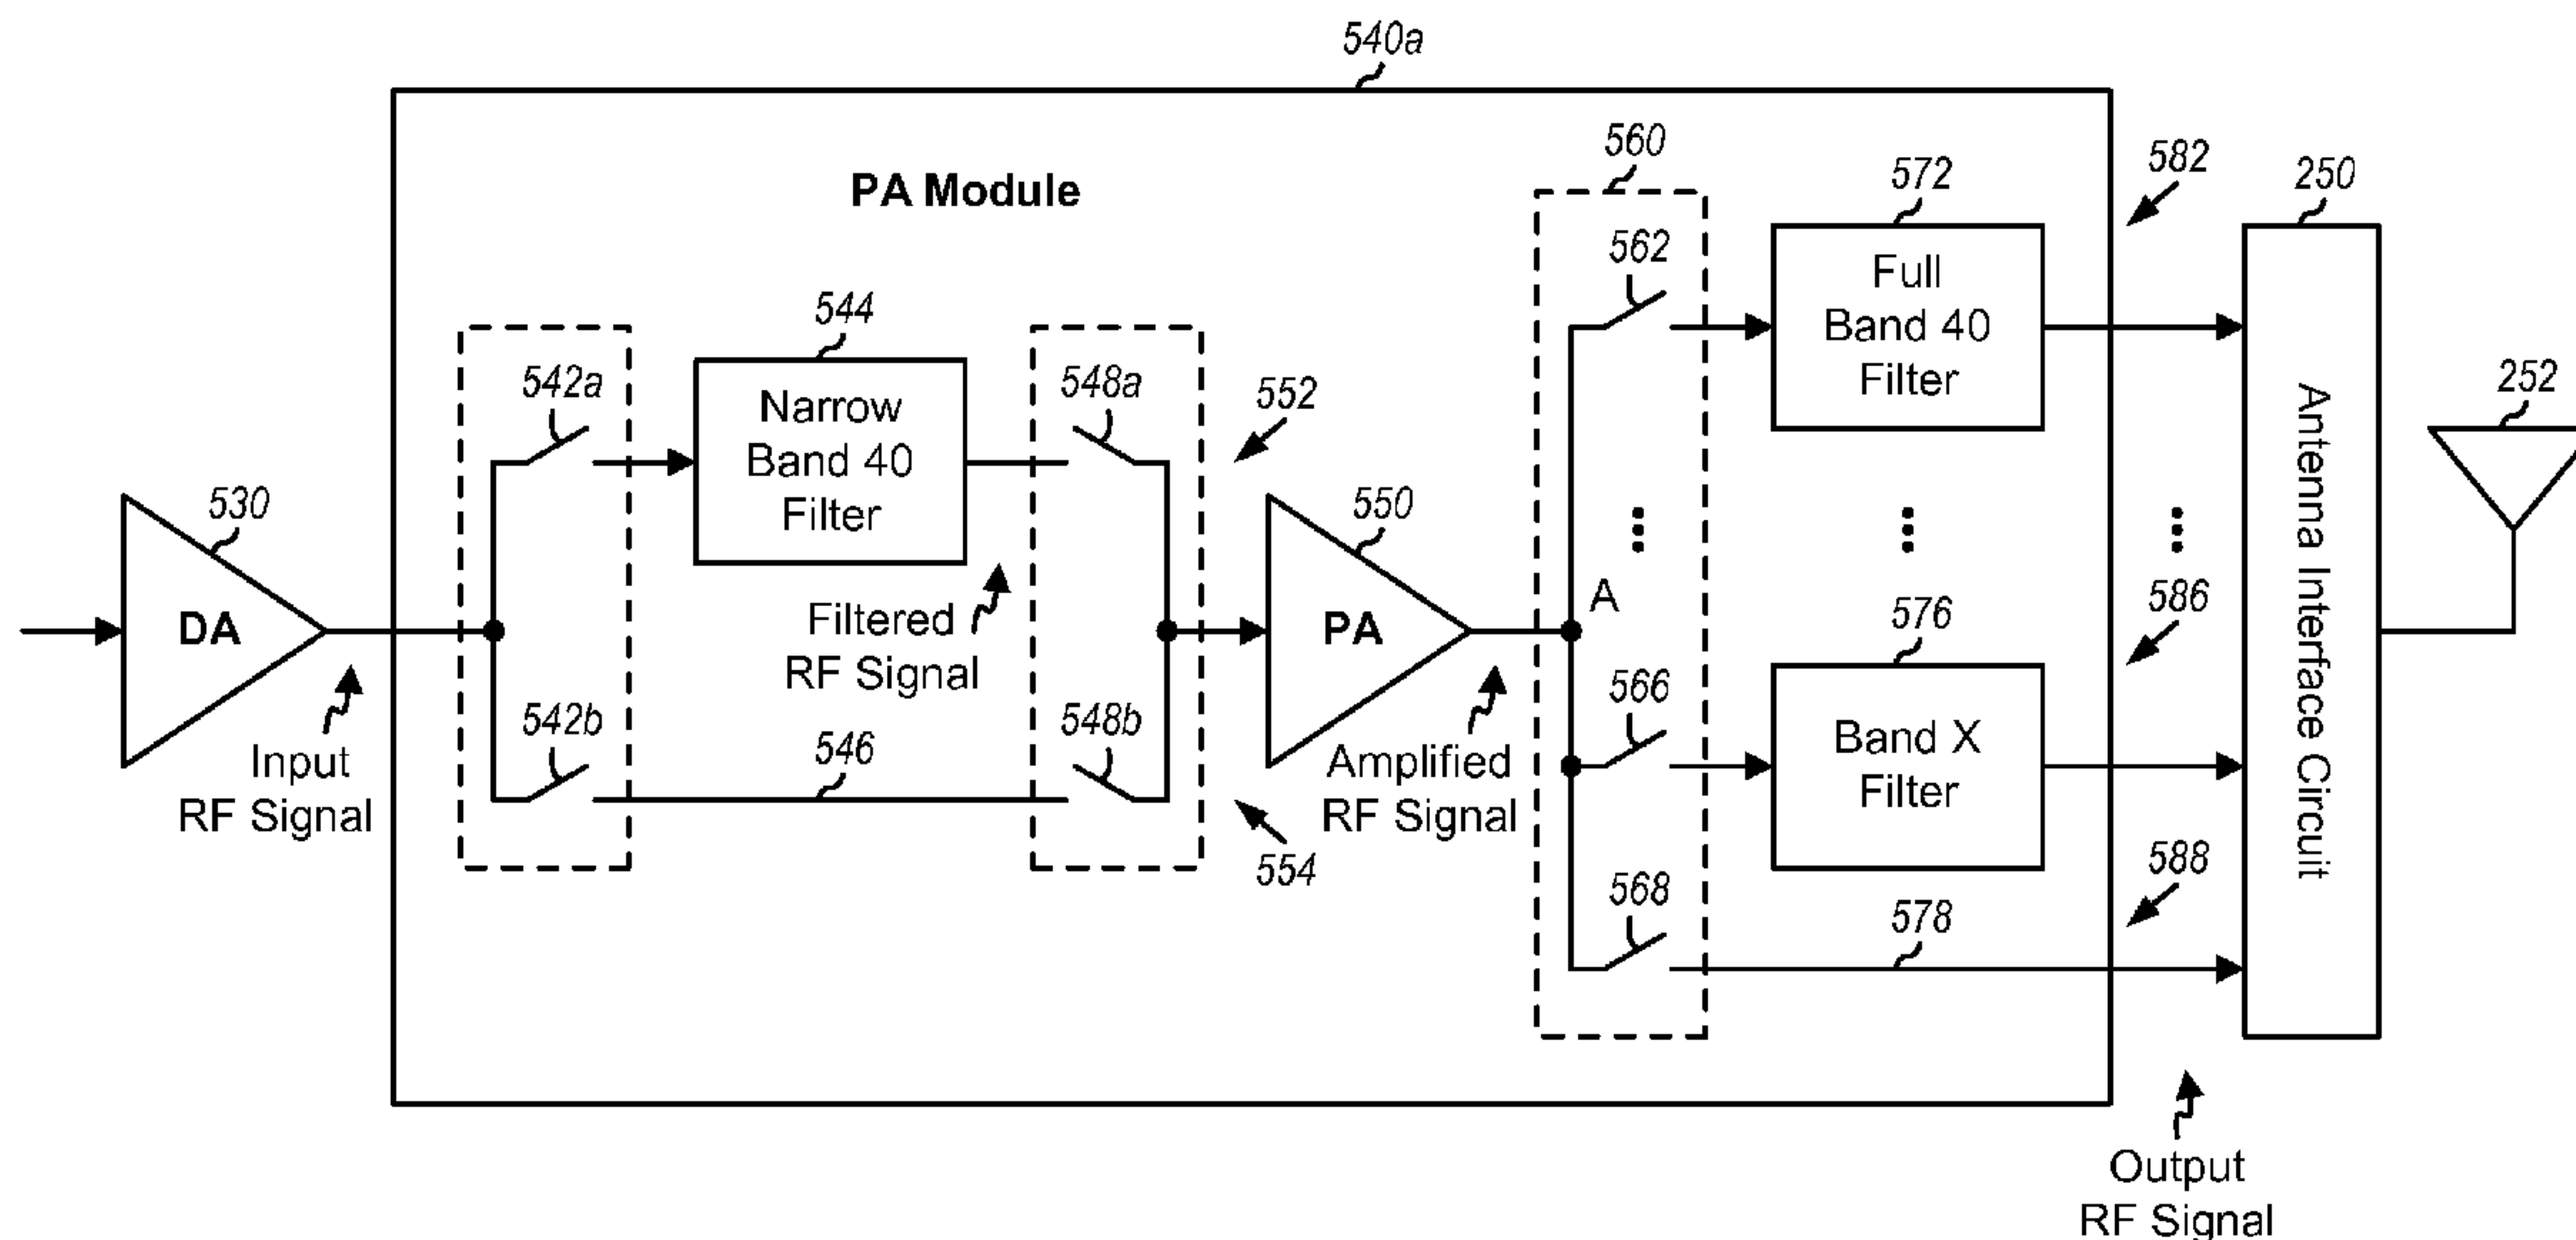 540a
PA Module
560
572
582
250
562
Full
Band 40
Filter
544
542a
Narrow
Band 40
Filter
548a
552
252
530
DA
550
PA
A
Filtered
RF Signal
576
586
566
Band X
Filter
542b
546
548b
Input
RF Signal
Amplified
RF Signal
554
568
578
588
Antenna Interface Circuit
Output
RF Signal